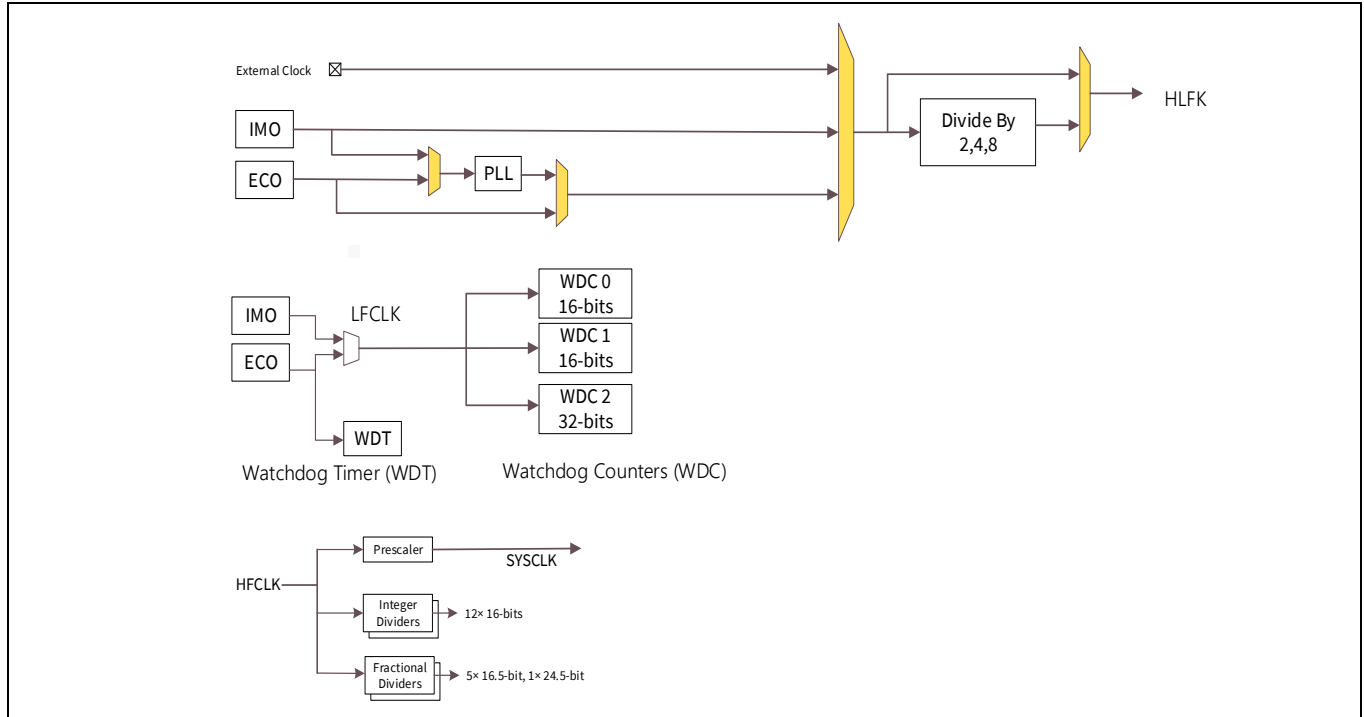 External Clock
IMO
ECO
PLL
Divide By
2,4,8
HLFK
IMO
ECO
LFCLK
WDT
WDC 0
16-bits
WDC 1
16-bits
WDC 2
32-bits
Watchdog Timer (WDT)
Watchdog Counters (WDC)
HFCLK
Prescaler
SYSCLK
Integer
Dividers
12× 16-bits
Fractional
Dividers
5× 16.5-bit, 1× 24.5-bit